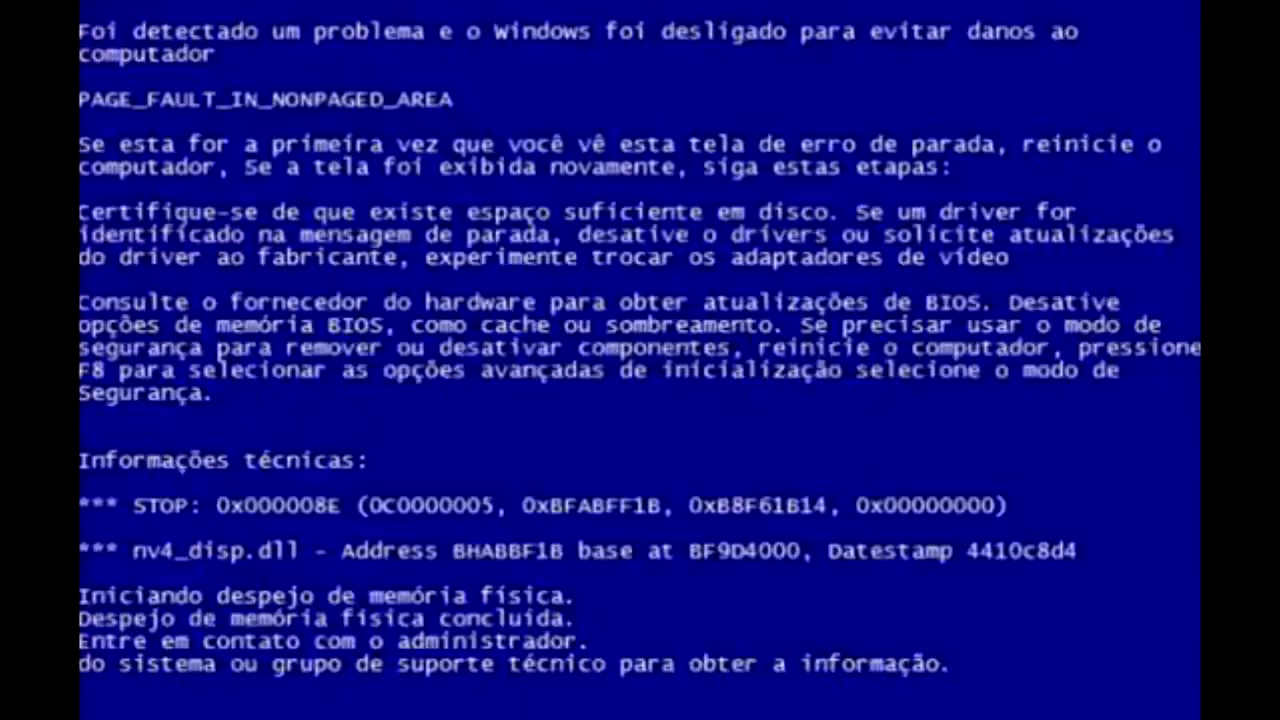 Foi detectado um problema e o Windows foi desligado para evitar danos ao
computador
PAGE_FAULT_IN_NONPAGED_AREA
Se esta for a primeira vez que você vê esta tela de erro de parada, reinicie o
computador, Se a tela foi exibida novamente, siga estas etapas:
Certifique-se de que existe espaço suficiente em disco. Se um driver for
identificado na mensagem de parada, desative o drivers ou solicite atualizações
do driver ao fabricante, experimente trocar os adaptadores de vídeo
Consulte o fornecedor do hardware para obter atualizações de BIOS. Desative
opções de memória BIOS, como cache ou sombreamento. Se precisar usar o modo de
segurança para remover ou desativar componentes, reinicie o computador, pressione
F8 para selecionar as opções avançadas de inicialização selecione o modo de
Segurança.
Informações técnicas:
*** STOP: 0x000008E (0C0000005, 0xBFABFF1B, 0xB8F61B14, 0x00000000)
*** nv4_disp.dll - Address BHABBF1B base at BF9D4000, Datestamp 4410c8d4
Iniciando despejo de memória física.
Despejo de memória física concluída.
Entre em contato com o administrador.
do sistema ou grupo de suporte técnico para obter a informação.